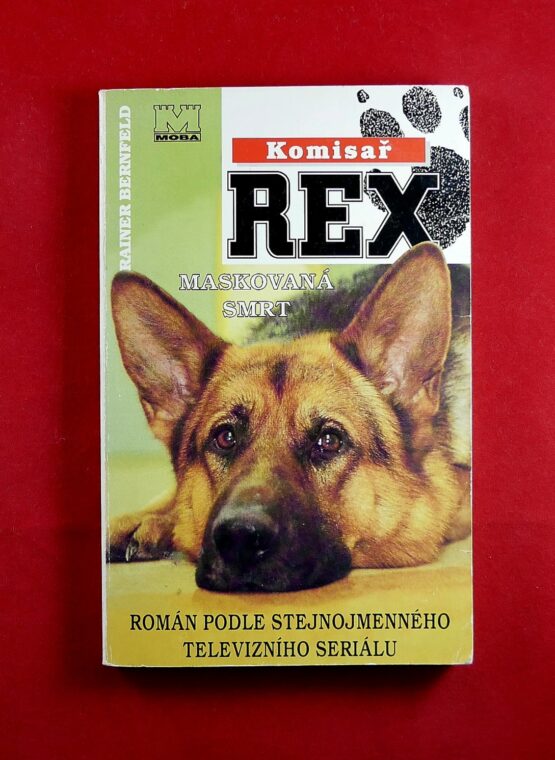 RAINER BERNFELD
M
MOBA
Komisař
REX
MASKOVANÁ
SMRT
ROMÁN PODLE STEJNOJMENNÉHO
TELEVIZNÍHO SERIÁLU